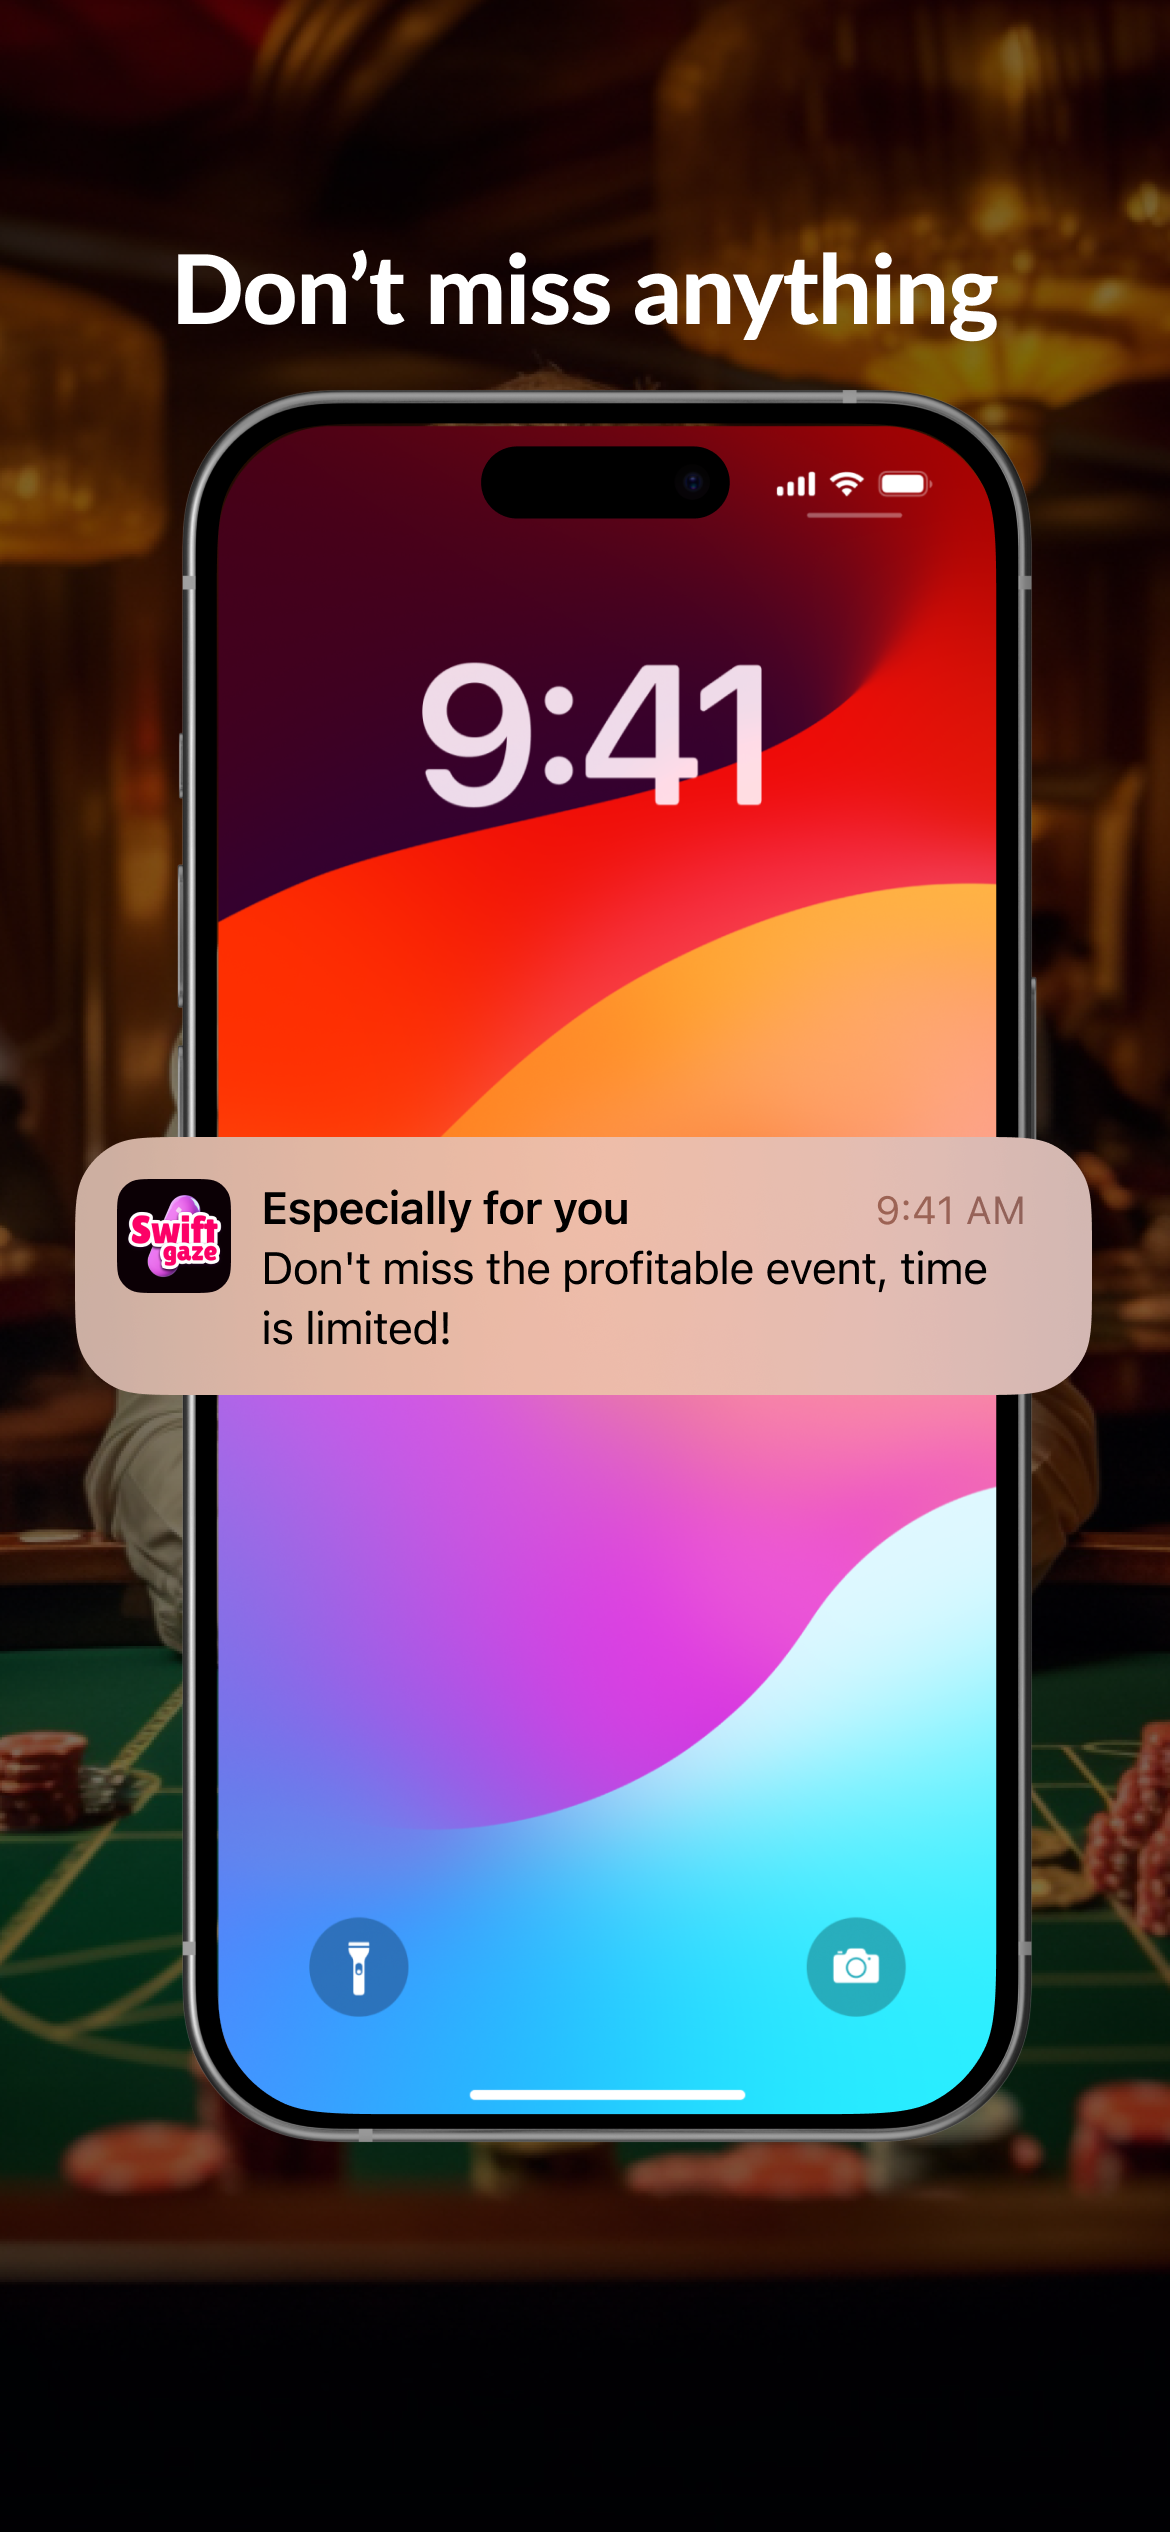 Don’t miss anything
9:41
Swift
gaze
Especially for you
9:41 AM
Don't miss the profitable event, time
is limited!